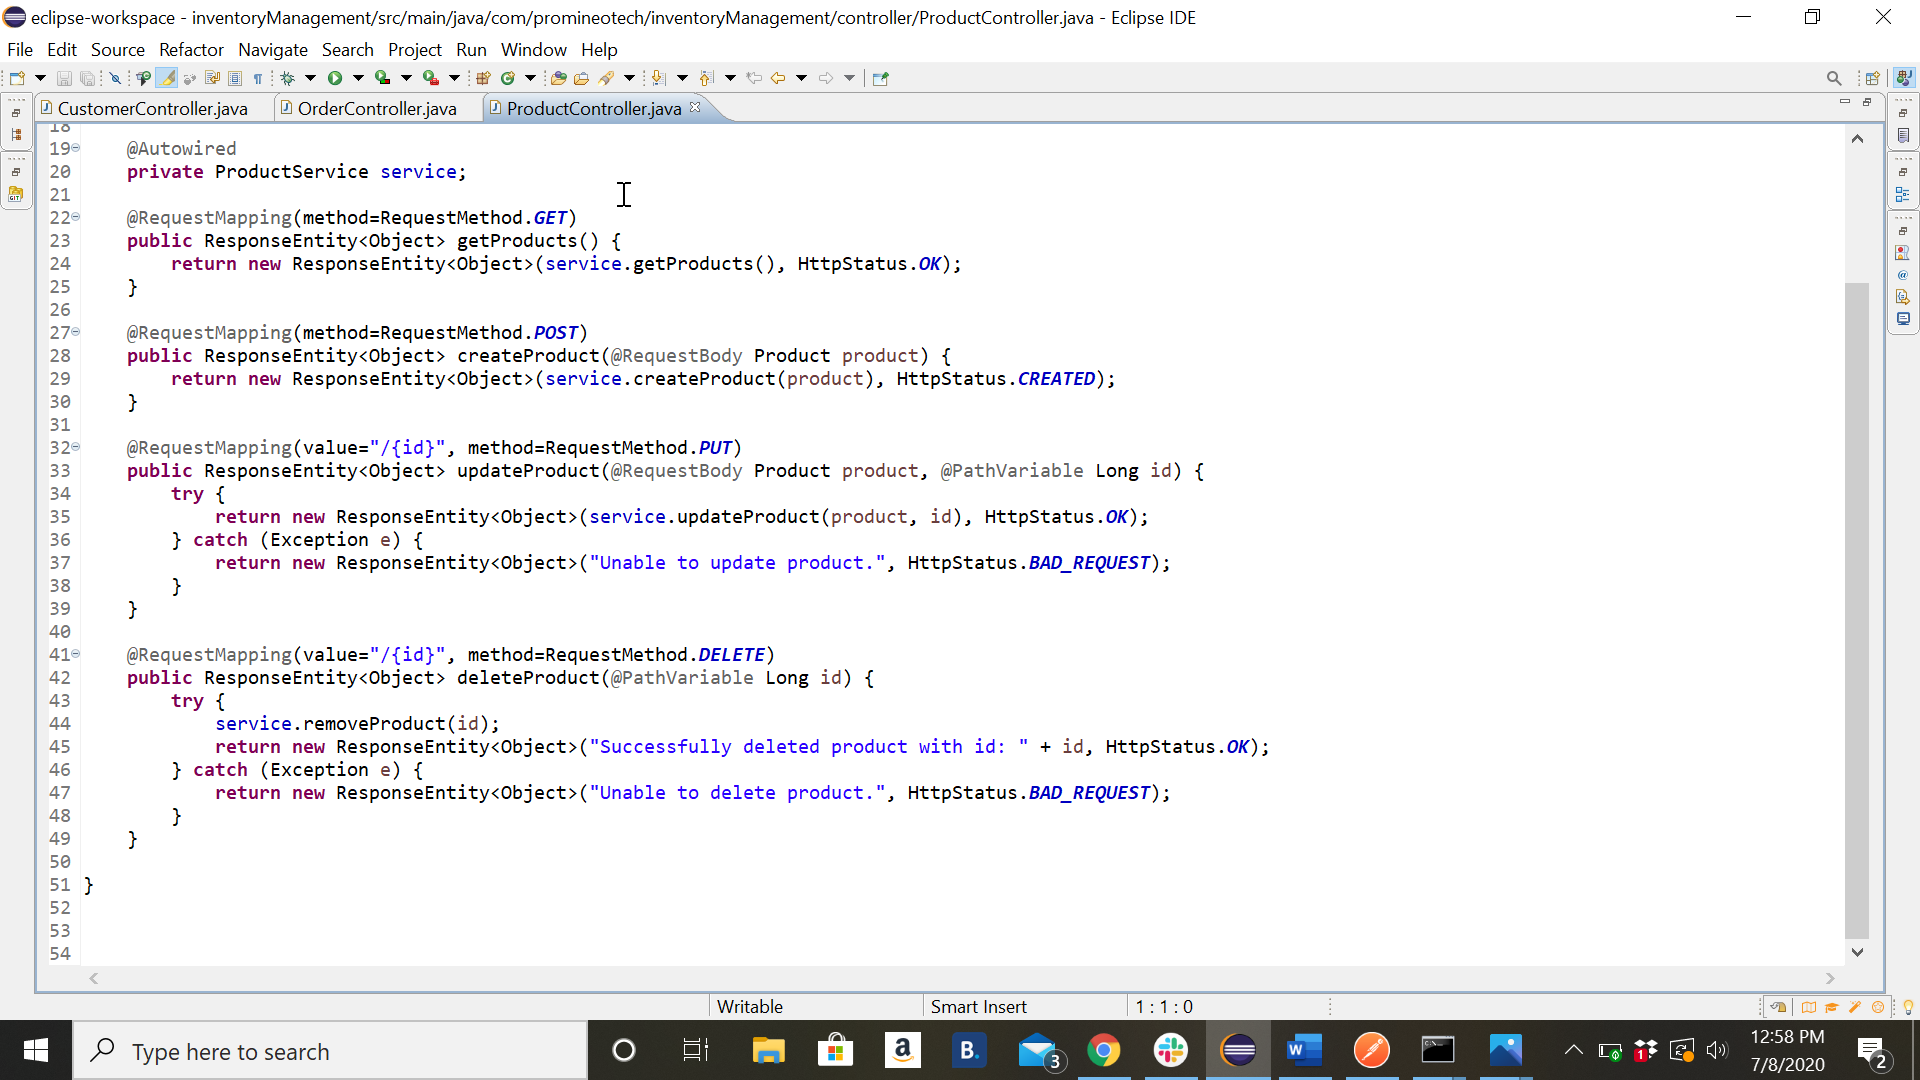 eclipse-workspace - inventoryManagement/src/main/java/com/promineotech/inventoryManagement/controller/ProductController.java - Eclipse IDE
File Edit Source Refactor Navigate Search Project Run Window Help
CustomerController.java OrderController.java ProductController.java
18
19 @Autowired
20 private ProductService service;
21
22 @RequestMapping(method=RequestMethod.GET)
23 public ResponseEntity<Object> getProducts() {
24 return new ResponseEntity<Object>(service.getProducts(), HttpStatus.OK);
25 }
26
27 @RequestMapping(method=RequestMethod.POST)
28 public ResponseEntity<Object> createProduct(@RequestBody Product product) {
29 return new ResponseEntity<Object>(service.createProduct(product), HttpStatus.CREATED);
30 }
31
32 @RequestMapping(value="/{id}", method=RequestMethod.PUT)
33 public ResponseEntity<Object> updateProduct(@RequestBody Product product, @PathVariable Long id) {
34 try {
35 return new ResponseEntity<Object>(service.updateProduct(product, id), HttpStatus.OK);
36 } catch (Exception e) {
37 return new ResponseEntity<Object>("Unable to update product.", HttpStatus.BAD_REQUEST);
38 }
39 }
40
41 @RequestMapping(value="/{id}", method=RequestMethod.DELETE)
42 public ResponseEntity<Object> deleteProduct(@PathVariable Long id) {
43 try {
44 service.removeProduct(id);
45 return new ResponseEntity<Object>("Successfully deleted product with id: " + id, HttpStatus.OK);
46 } catch (Exception e) {
47 return new ResponseEntity<Object>("Unable to delete product.", HttpStatus.BAD_REQUEST);
48 }
49 }
50
51 }
52
53
54
Writable Smart Insert 1 : 1 : 0
Type here to search
a B. 3 W 1
12:58 PM
7/8/2020
2